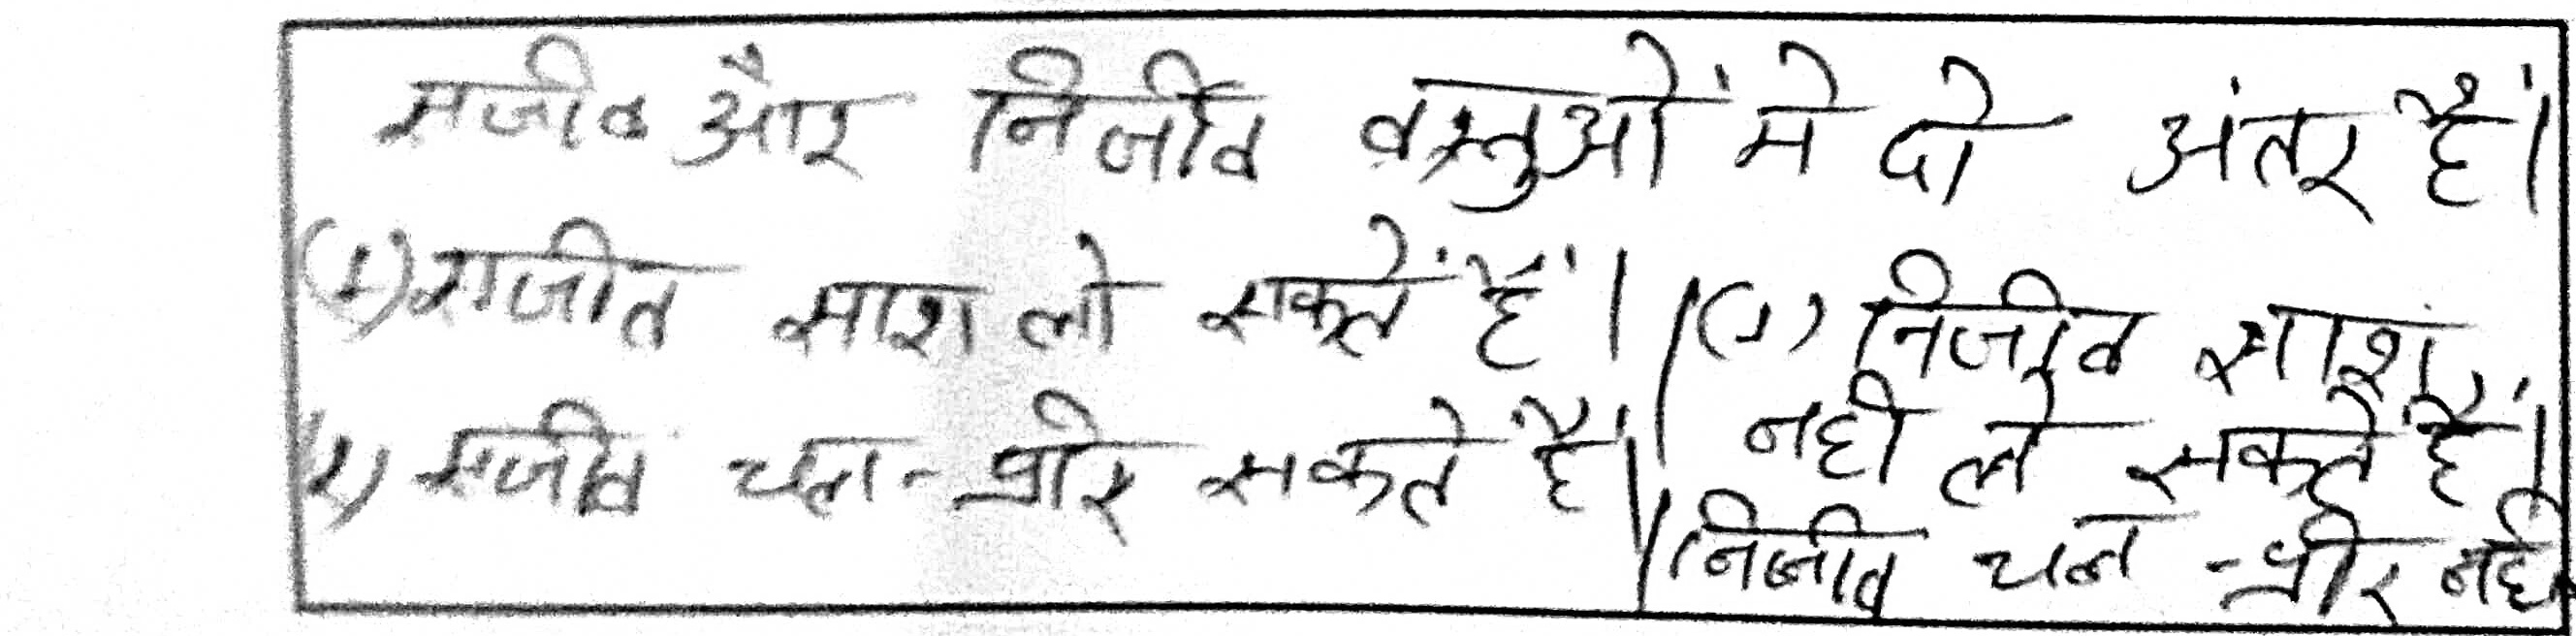 सजीव और निर्जीव वस्तुओं मे दो अंतर हैं।
(1) सजीव साश ले सकतें हैं।
2) सजीव चल-फीर सकते हैं।
(1) निर्जीव साश
नही ले सकतें हैं।
निर्जीव चल-फीर नही